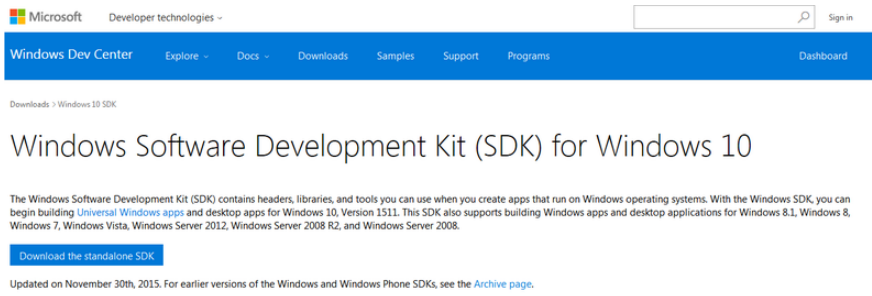 Microsoft Developer technologies Sign in
Windows Dev Center Explore Docs Downloads Samples Support Programs Dashboard
Downloads > Windows 10 SDK
Windows Software Development Kit (SDK) for Windows 10
The Windows Software Development Kit (SDK) contains headers, libraries, and tools you can use when you create apps that run on Windows operating systems. With the Windows SDK, you can
begin building Universal Windows apps and desktop apps for Windows 10, Version 1511. This SDK also supports building Windows apps and desktop applications for Windows 8.1, Windows 8,
Windows 7, Windows Vista, Windows Server 2012, Windows Server 2008 R2, and Windows Server 2008.
Download the standalone SDK
Updated on November 30th, 2015. For earlier versions of the Windows and Windows Phone SDKs, see the Archive page.